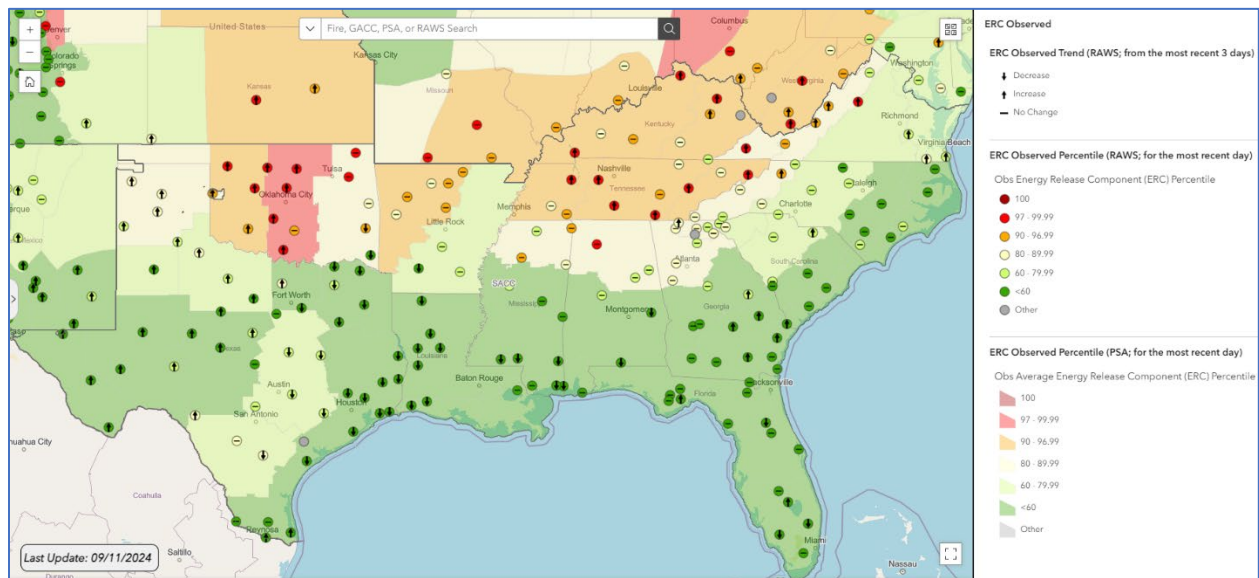 Fire, GACC, PSA, or RAWS Search
United States
Columbus
Denver
Colorado
Springs
Kansas City
Washington
Kansas
Missouri
Louisville
West Virginia
Kentucky
Richmond
Virginia Beach
Tulsa
Nashville
Tennessee
Raleigh
Oklahoma City
Memphis
Little Rock
Charlotte
Atlanta
South Carolina
SACC
Fort Worth
Mississippi
Montgomery
Georgia
Texas
Louisiana
Austin
Baton Rouge
Jacksonville
Houston
Florida
San Antonio
huahua City
Coahuila
Reynosa
Miami
Saltillo
Durango
Nassau
Last Update: 09/11/2024
ERC Observed
ERC Observed Trend (RAWS; from the most recent 3 days)
Decrease
Increase
No Change
ERC Observed Percentile (RAWS; for the most recent day)
Obs Energy Release Component (ERC) Percentile
100
97 - 99.99
90 - 96.99
80 - 89.99
60 - 79.99
<60
Other
ERC Observed Percentile (PSA; for the most recent day)
Obs Average Energy Release Component (ERC) Percentile
100
97 - 99.99
90 - 96.99
80 - 89.99
60 - 79.99
<60
Other